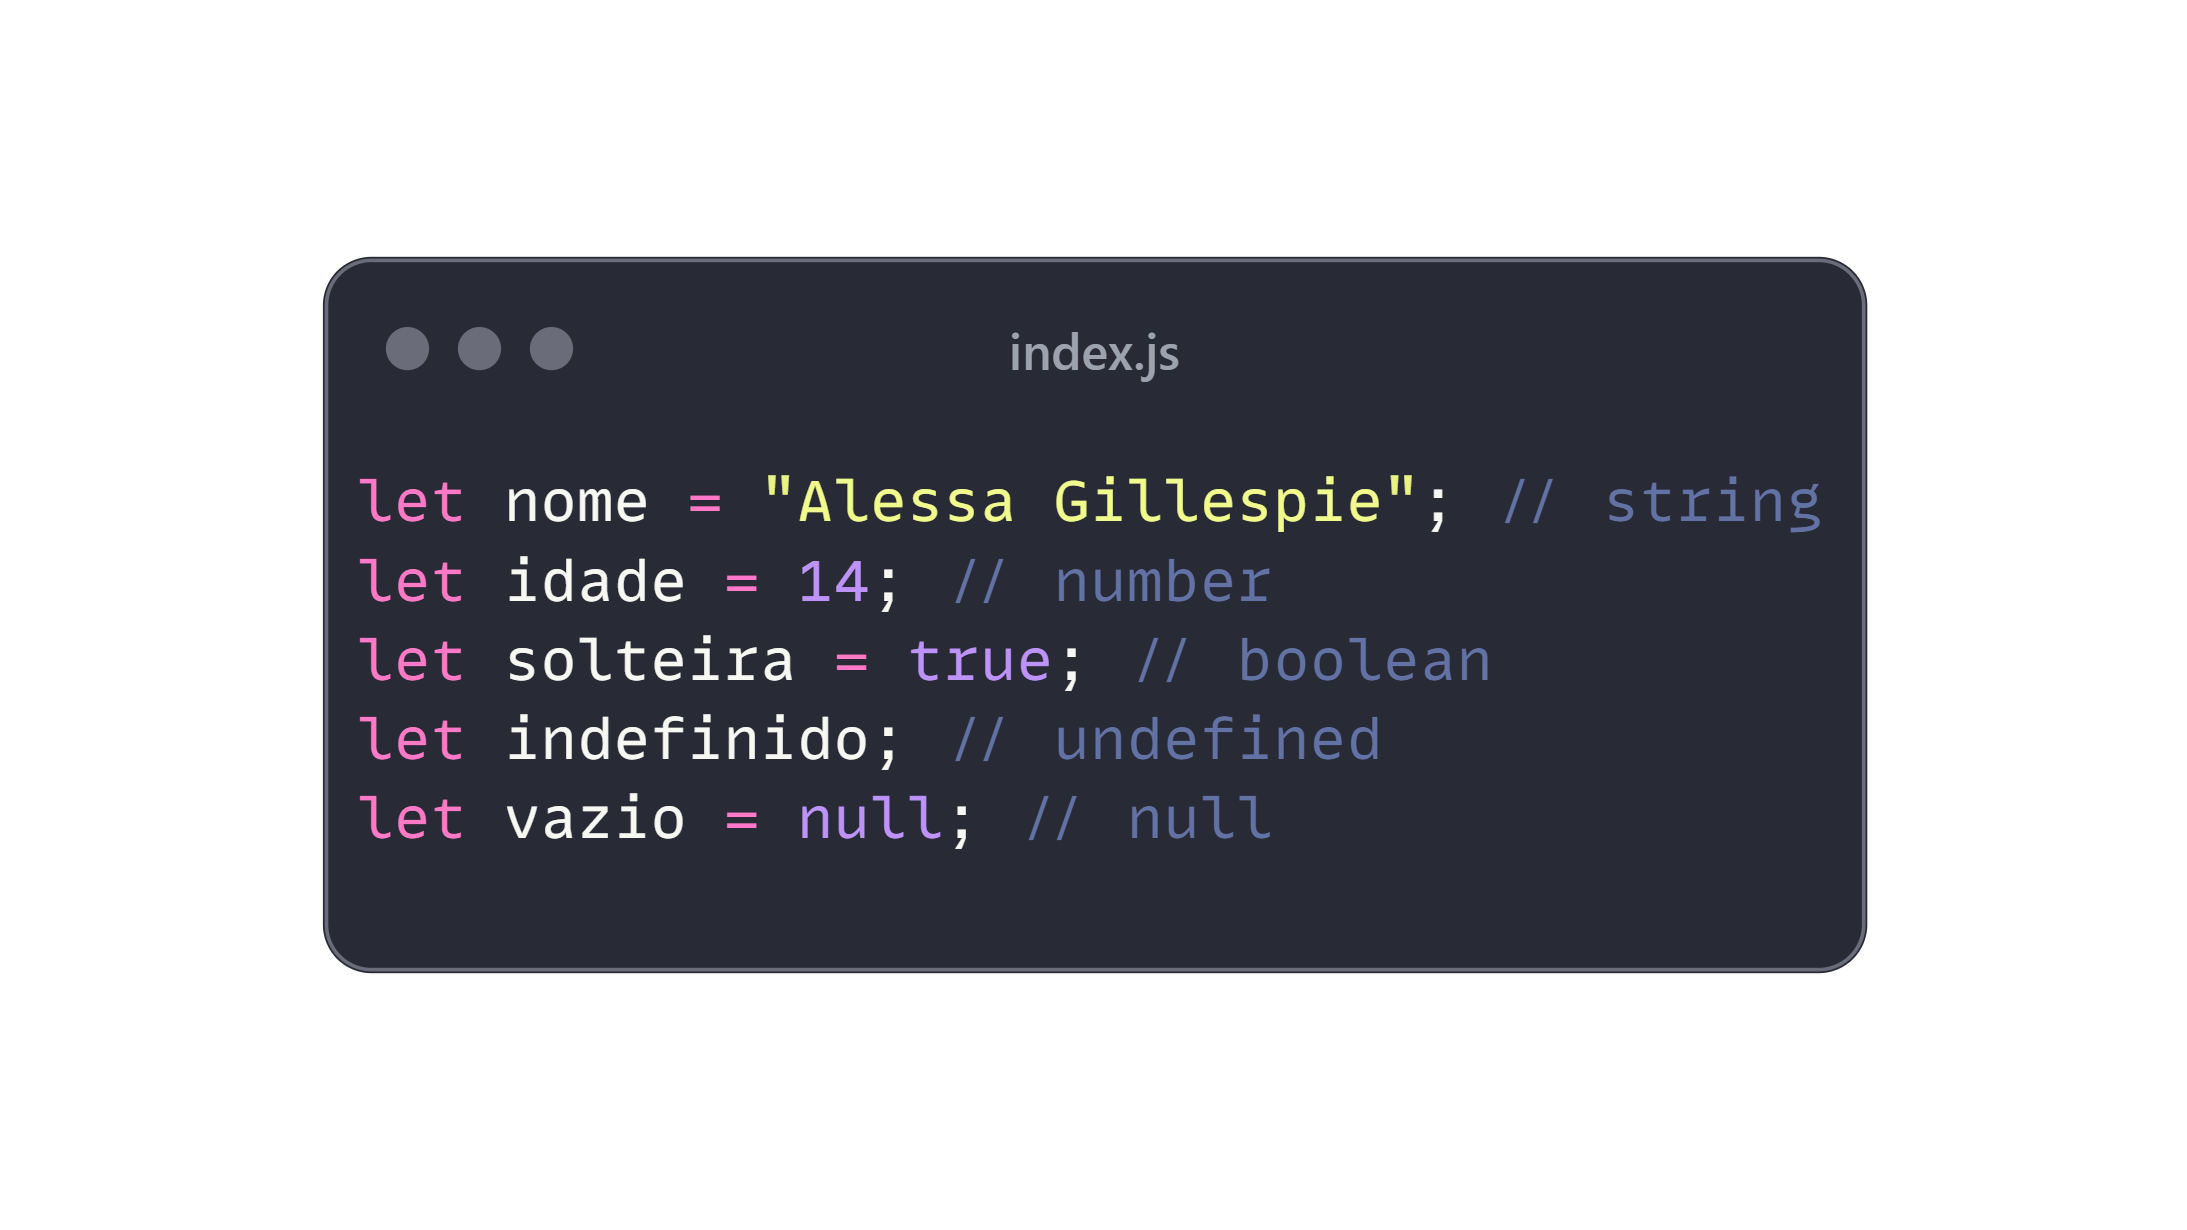 index.js
let nome = "Alessa Gillespie"; // string
let idade = 14; // number
let solteira = true; // boolean
let indefinido; // undefined
let vazio = null; // null